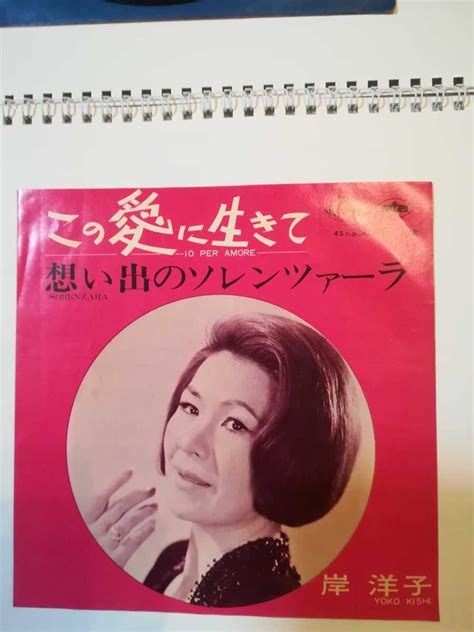 この愛に生きて
IO PER AMORE
想い出のソレンツァーラ
SORENZARA
岸 洋子
YOKO KISHI